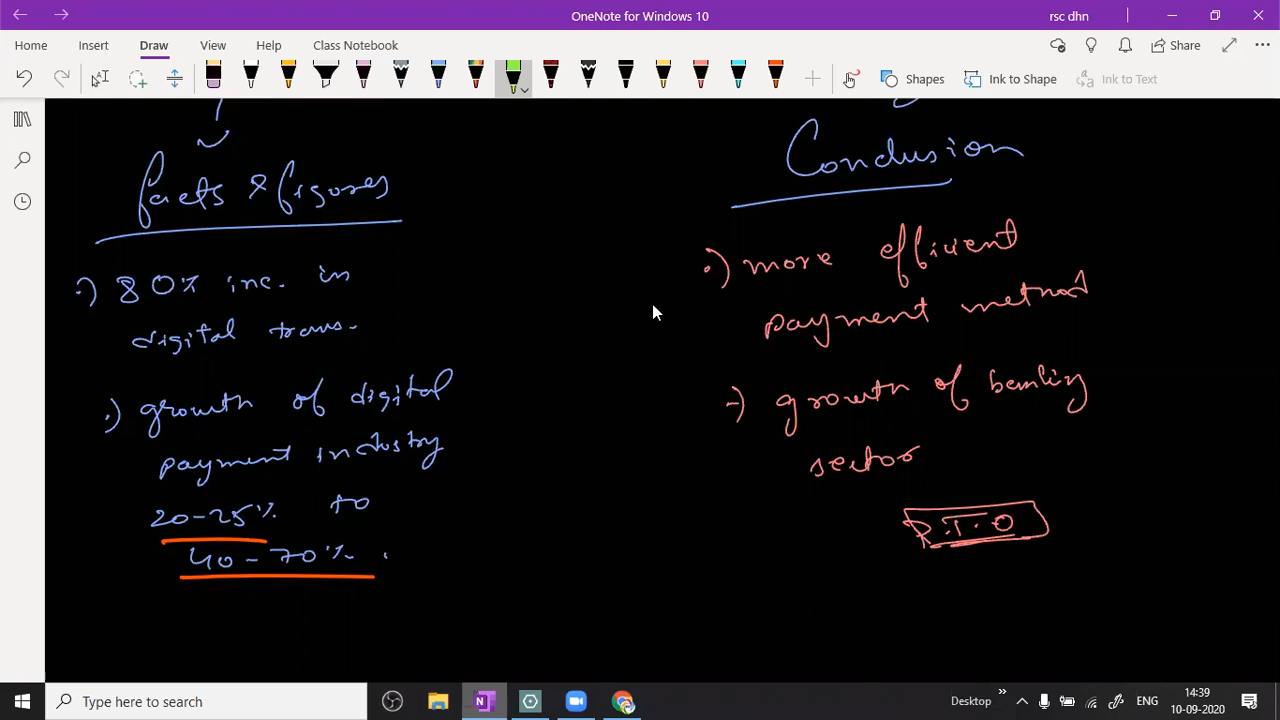 OneNote for Windows 10
rsc dhn
Home Insert Draw View Help Class Notebook
Share
Shapes Ink to Shape Ink to Text
facts & figures
80% inc. in
digital trans.
growth of digital
payment industry
20-25% to
40-70%.
Conclusion
more efficient
payment method
growth of banking
sector
P.T.O
Type here to search
Desktop
ENG
14:39
10-09-2020